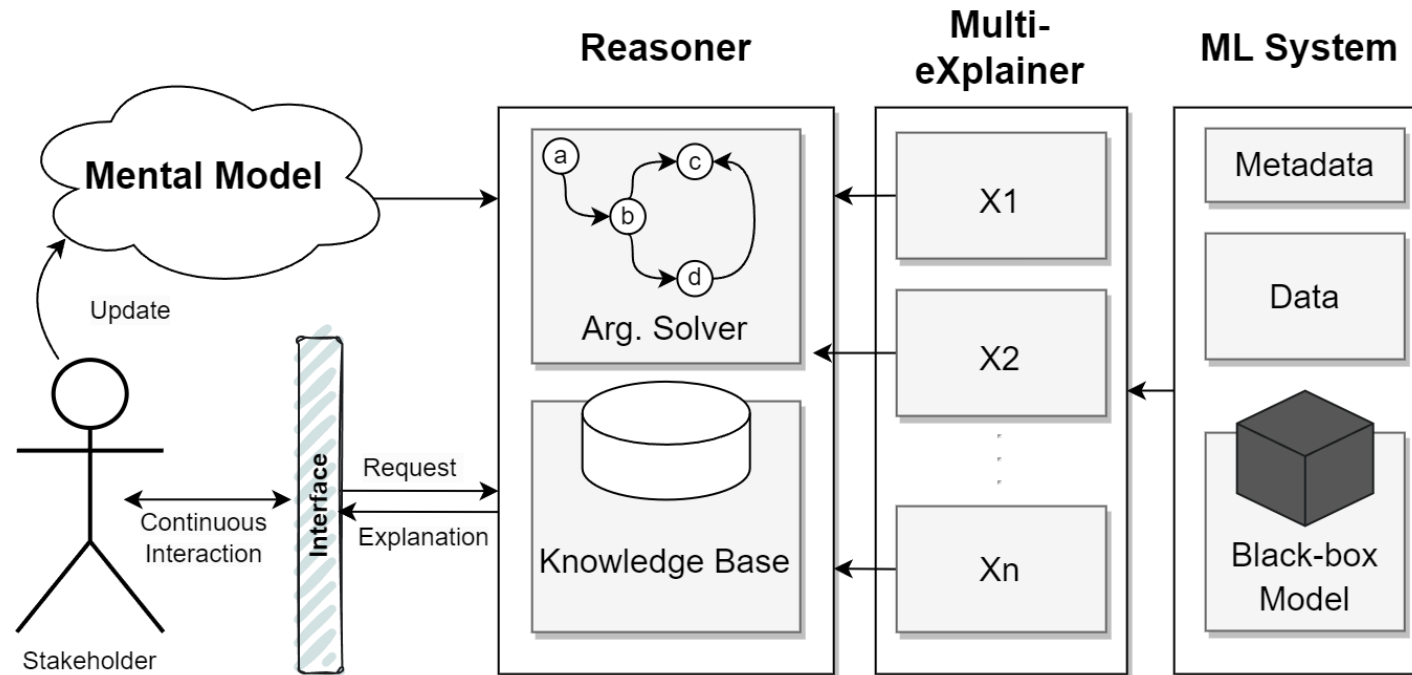 Reasoner
Multi-
eXplainer
ML System
Mental Model
Update
a
c
b
d
Arg. Solver
X1
X2
Xn
Metadata
Data
Black-box
Model
Knowledge Base
Request
Explanation
Interface
Continuous
Interaction
Stakeholder